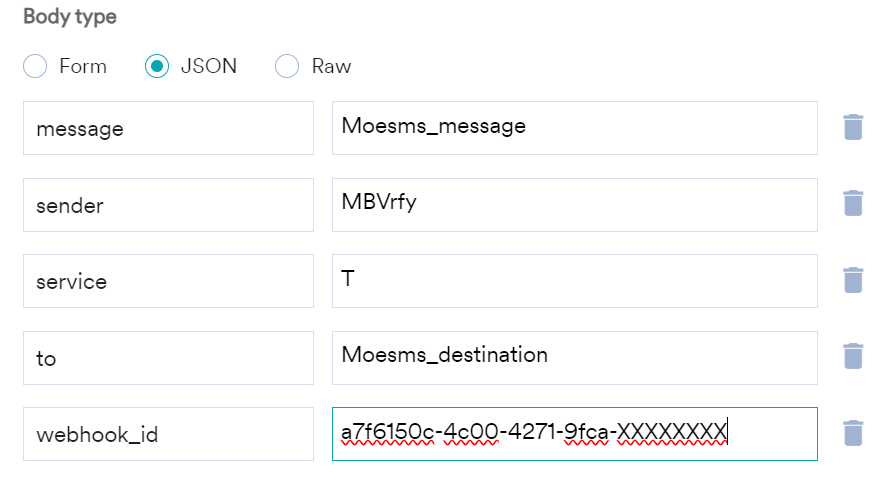 Body type
Form JSON Raw
message Moesms_message
sender MBVrfy
service T
to Moesms_destination
webhook_id a7f6150c-4c00-4271-9fca-XXXXXXXX